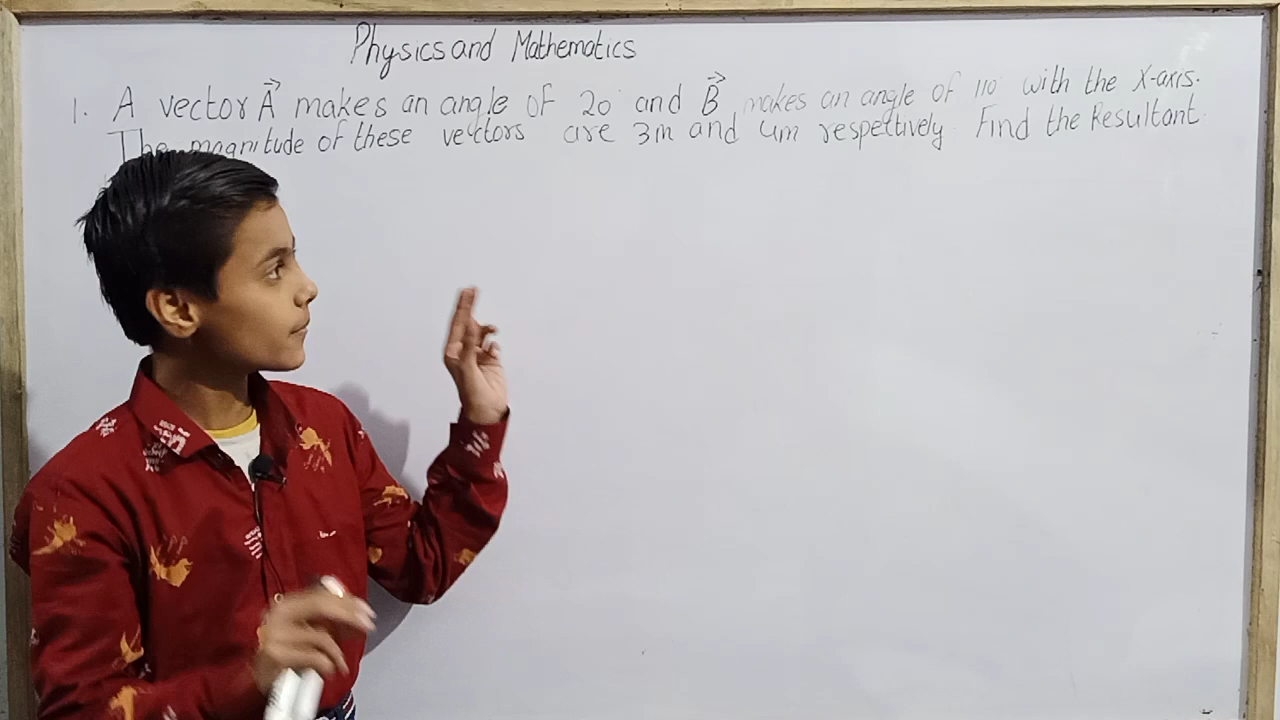 Physics and Mathematics
1. A vector A⃗ makes an angle of 20° and B⃗ makes an angle of 110° with the X-axis.
The magnitude of these vectors are 3m and 4m respectively. Find the Resultant.